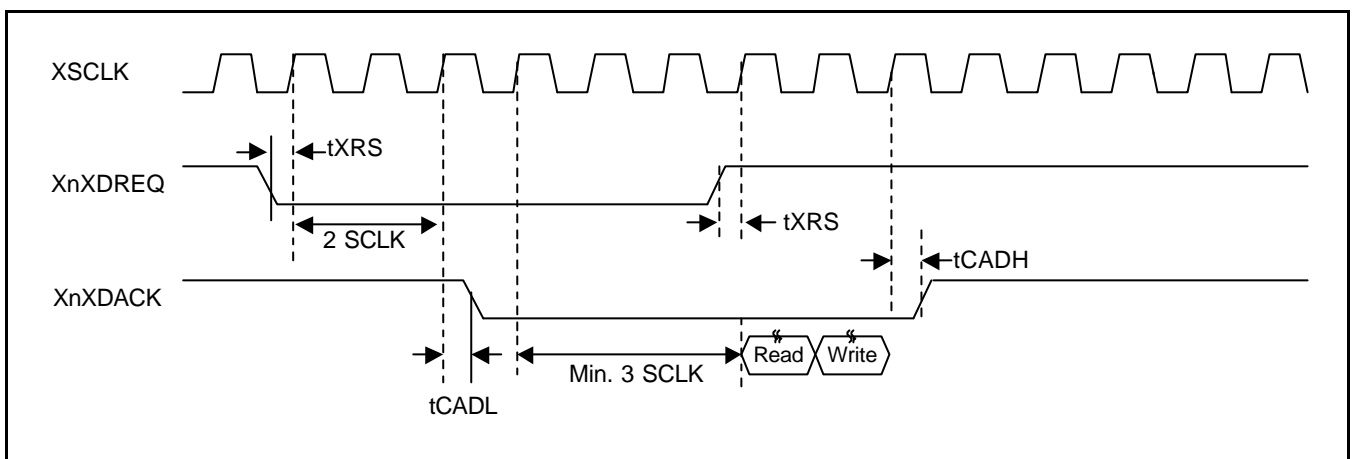 XSCLK
tXRS
XnXDREQ
tXRS
2 SCLK
tCADH
XnXDACK
Read
Write
Min. 3 SCLK
tCADL